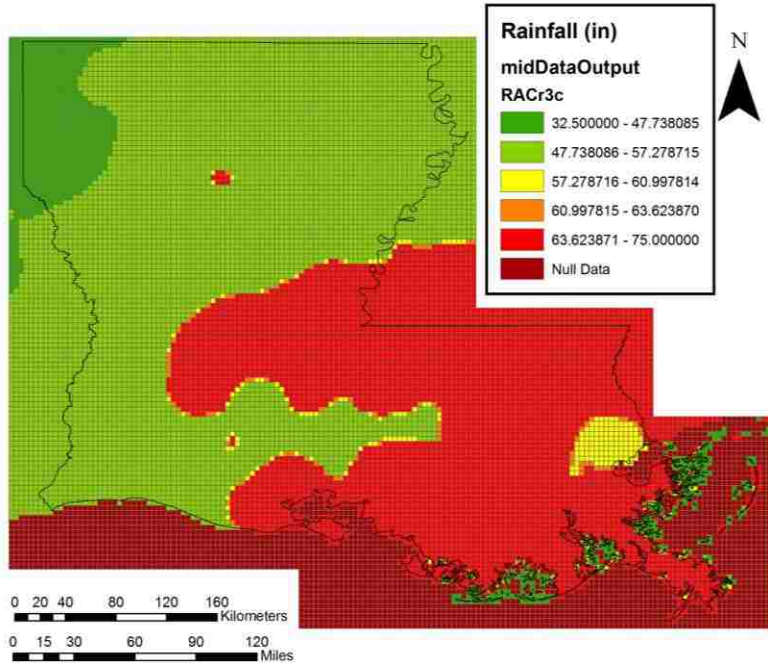 Rainfall (in)
midDataOutput
RACr3c
32.500000 - 47.738085
47.738086 - 57.278715
57.278716 - 60.997814
60.997815 - 63.623870
63.623871 - 75.000000
Null Data
N
0 20 40 80 120 160
Kilometers
0 15 30 60 90 120
Miles